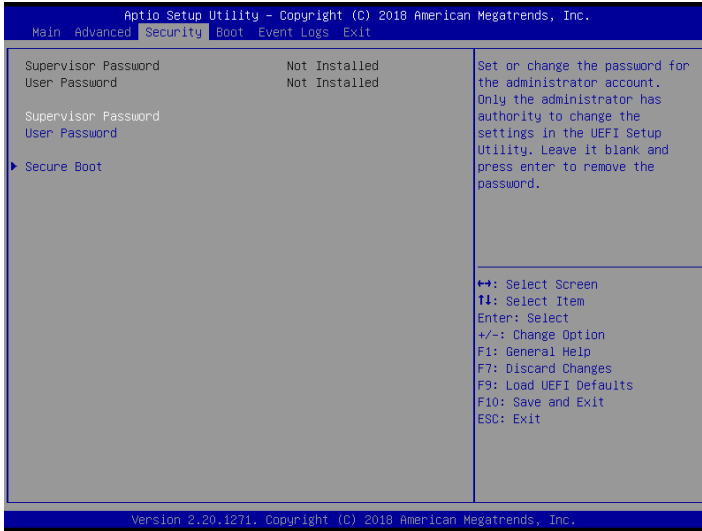 Aptio Setup Utility – Copyright (C) 2018 American Megatrends, Inc.
Main Advanced Security Boot Event Logs Exit
Supervisor Password Not Installed
User Password Not Installed
Supervisor Password
User Password
Secure Boot
Set or change the password for
the administrator account.
Only the administrator has
authority to change the
settings in the UEFI Setup
Utility. Leave it blank and
press enter to remove the
password.
↔: Select Screen
↑↓: Select Item
Enter: Select
+/-: Change Option
F1: General Help
F7: Discard Changes
F9: Load UEFI Defaults
F10: Save and Exit
ESC: Exit
Version 2.20.1271. Copyright (C) 2018 American Megatrends, Inc.